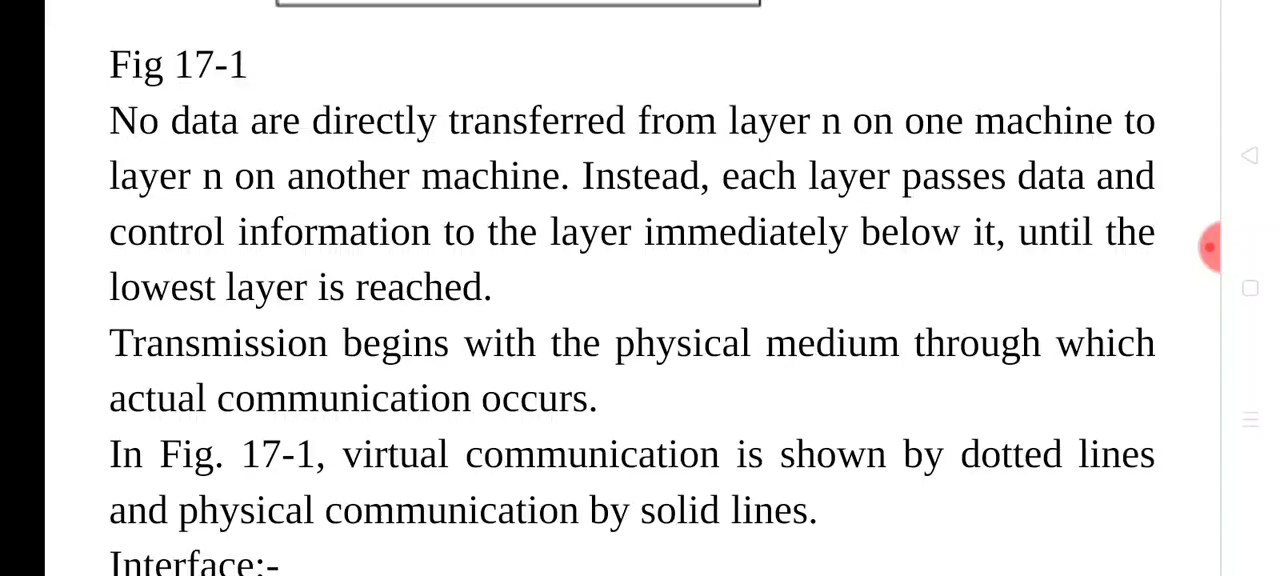 Fig 17-1
No data are directly transferred from layer n on one machine to
layer n on another machine. Instead, each layer passes data and
control information to the layer immediately below it, until the
lowest layer is reached.
Transmission begins with the physical medium through which
actual communication occurs.
In Fig. 17-1, virtual communication is shown by dotted lines
and physical communication by solid lines.
Interface:-